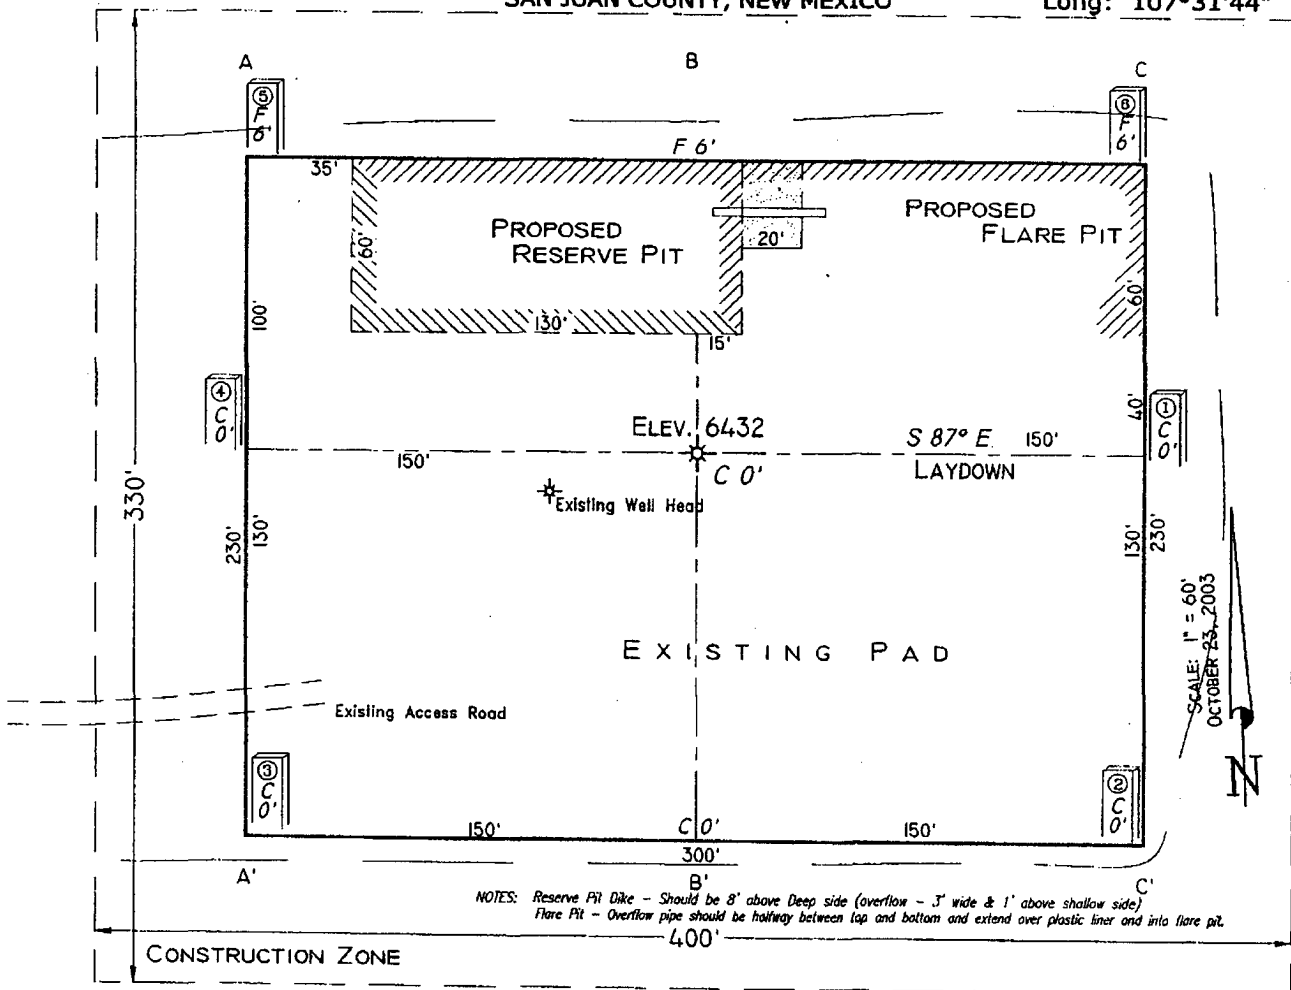 SAN JUAN COUNTY, NEW MEXICO
Long: 107°31'44"
A
B
C
5
F
6'
6
F
6'
F 6'
35'
PROPOSED
RESERVE PIT
PROPOSED
FLARE PIT
60'
20'
100'
130'
15'
60'
40'
4
C
0'
1
C
0'
ELEV. 6432
S 87° E 150'
150'
C 0'
LAYDOWN
Existing Well Head
330'
230'
130'
130'
230'
SCALE: 1" = 60'
OCTOBER 23, 2003
EXISTING PAD
Existing Access Road
N
3
C
0'
2
C
0'
150'
C 0'
150'
300'
A'
B'
C'
NOTES: Reserve Pit Dike - Should be 8' above Deep side (overflow - 3' wide & 1' above shallow side)
Flare Pit - Overflow pipe should be halfway between top and bottom and extend over plastic liner and into flare pit.
400'
CONSTRUCTION ZONE